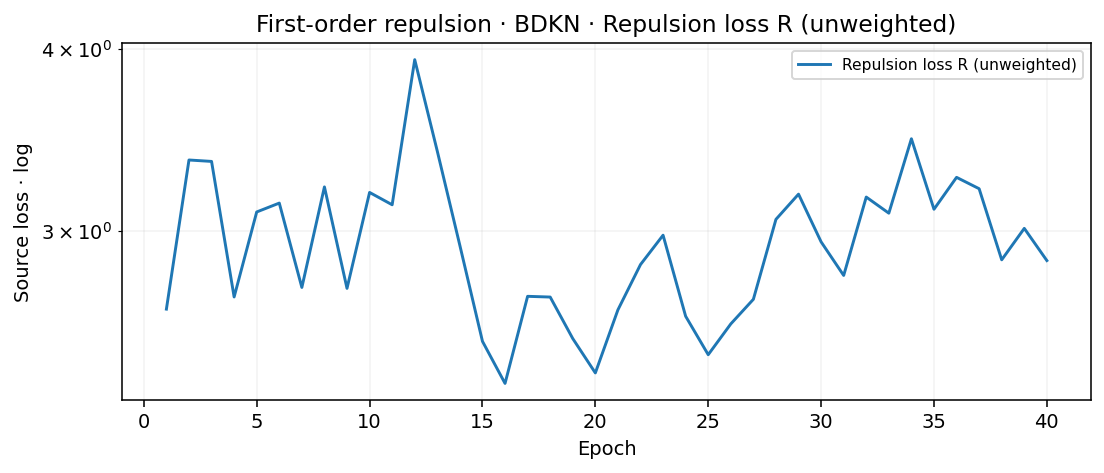 First-order repulsion · BDKN · Repulsion loss R (unweighted)
4 × 10⁰
3 × 10⁰
Source loss · log
Repulsion loss R (unweighted)
0 5 10 15 20 25 30 35 40
Epoch